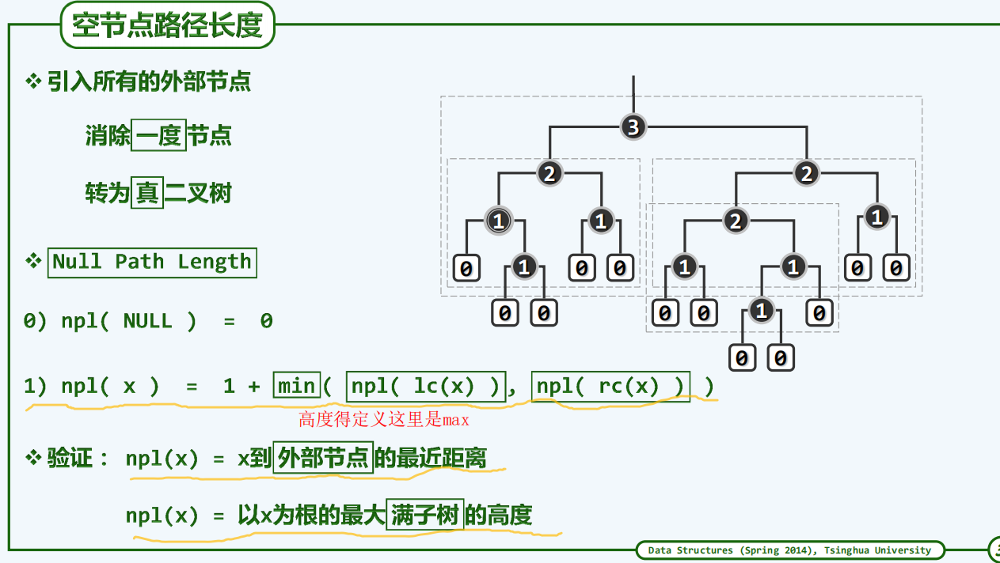 空节点路径长度
❖ 引入所有的外部节点
消除一度节点
转为真二叉树
❖ Null Path Length
0) npl( NULL ) = 0
1) npl( x ) = 1 + min( npl( lc(x) ), npl( rc(x) ) )
高度得定义这里是max
❖ 验证： npl(x) = x到外部节点的最近距离
npl(x) = 以x为根的最大满子树的高度
3
2 2
1 1 2 1
0 1 0 0 1 1 0 0
0 0 0 0 1 0
0 0
Data Structures (Spring 2014), Tsinghua University